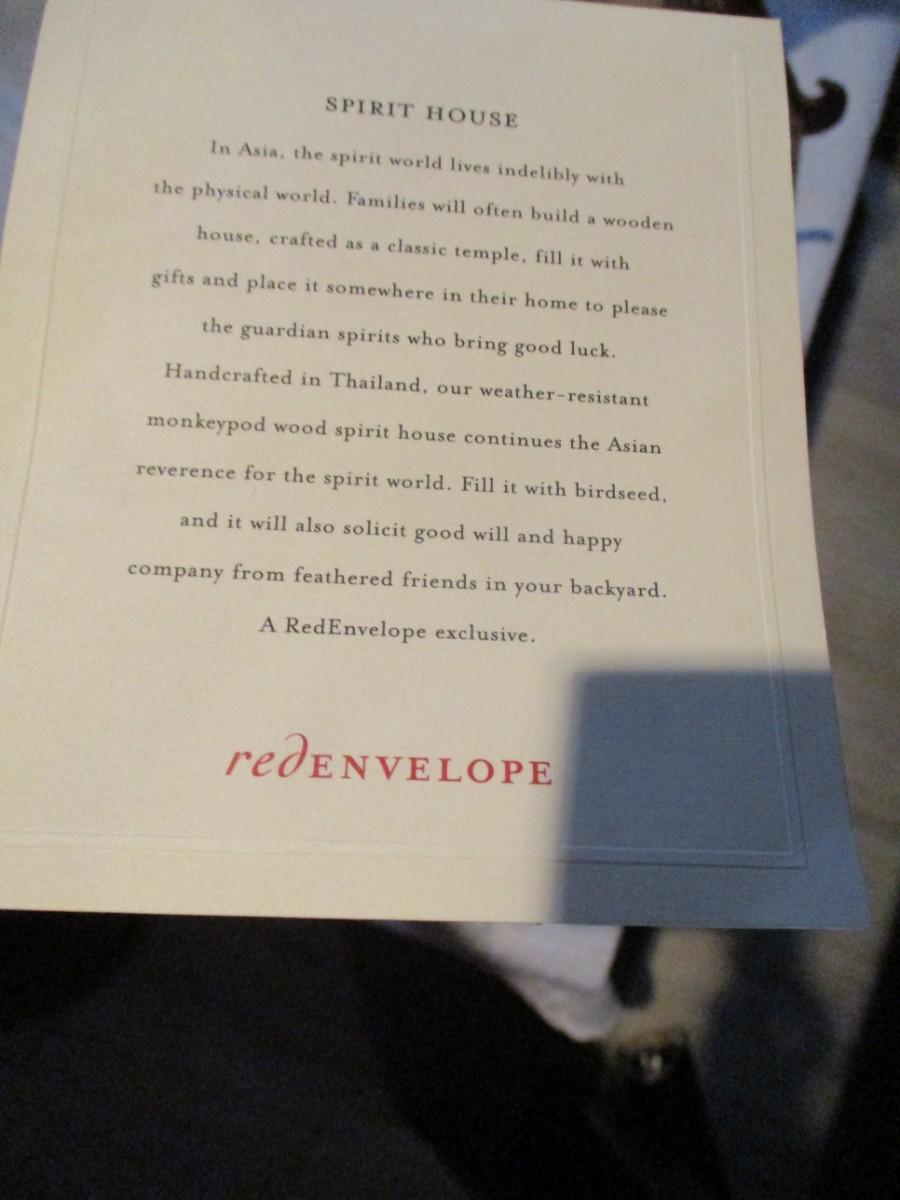 SPIRIT HOUSE
In Asia, the spirit world lives indelibly with
the physical world. Families will often build a wooden
house, crafted as a classic temple, fill it with
gifts and place it somewhere in their home to please
the guardian spirits who bring good luck.
Handcrafted in Thailand, our weather-resistant
monkeypod wood spirit house continues the Asian
reverence for the spirit world. Fill it with birdseed,
and it will also solicit good will and happy
company from feathered friends in your backyard.
A RedEnvelope exclusive.
redENVELOPE